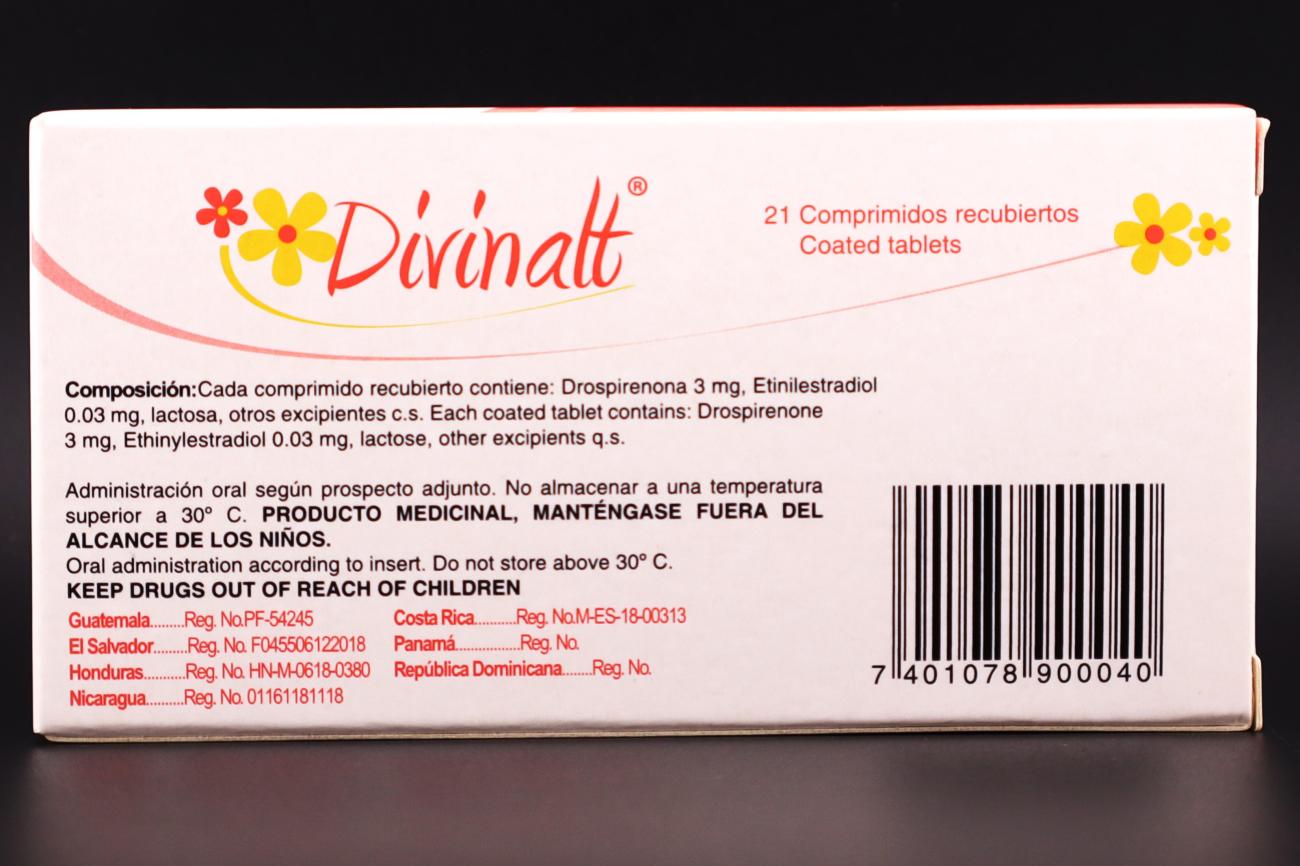 Divinalt®
21 Comprimidos recubiertos
Coated tablets
Composición:Cada comprimido recubierto contiene: Drospirenona 3 mg, Etinilestradiol
0.03 mg, lactosa, otros excipientes c.s. Each coated tablet contains: Drospirenone
3 mg, Ethinylestradiol 0.03 mg, lactose, other excipients q.s.
Administración oral según prospecto adjunto. No almacenar a una temperatura
superior a 30º C. PRODUCTO MEDICINAL, MANTÉNGASE FUERA DEL
ALCANCE DE LOS NIÑOS.
Oral administration according to insert. Do not store above 30º C.
KEEP DRUGS OUT OF REACH OF CHILDREN
Guatemala........Reg. No.PF-54245
El Salvador.......Reg. No. F045506122018
Honduras..........Reg. No. HN-M-0618-0380
Nicaragua.........Reg. No. 01161181118
Costa Rica..........Reg. No.M-ES-18-00313
Panamá................Reg. No.
República Dominicana.......Reg. No.
7 401078 900040